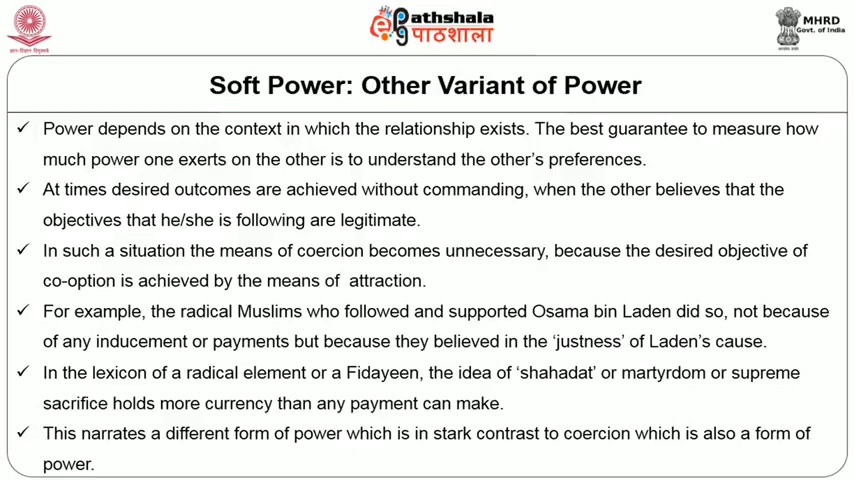 ePathshala
पाठशाला
MHRD
Govt. of India
Soft Power: Other Variant of Power
✓ Power depends on the context in which the relationship exists. The best guarantee to measure how
much power one exerts on the other is to understand the other's preferences.
✓ At times desired outcomes are achieved without commanding, when the other believes that the
objectives that he/she is following are legitimate.
✓ In such a situation the means of coercion becomes unnecessary, because the desired objective of
co-option is achieved by the means of attraction.
✓ For example, the radical Muslims who followed and supported Osama bin Laden did so, not because
of any inducement or payments but because they believed in the 'justness' of Laden's cause.
✓ In the lexicon of a radical element or a Fidayeen, the idea of 'shahadat' or martyrdom or supreme
sacrifice holds more currency than any payment can make.
✓ This narrates a different form of power which is in stark contrast to coercion which is also a form of
power.